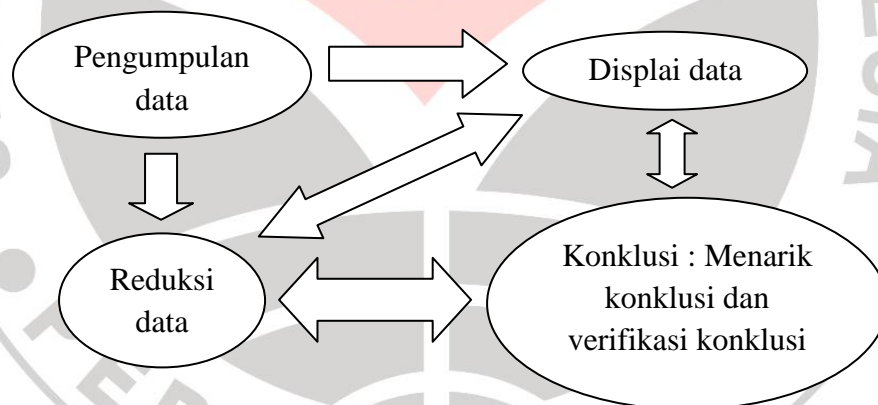 Pengumpulan
data
Displai data
Reduksi
data
Konklusi : Menarik
konklusi dan
verifikasi konklusi